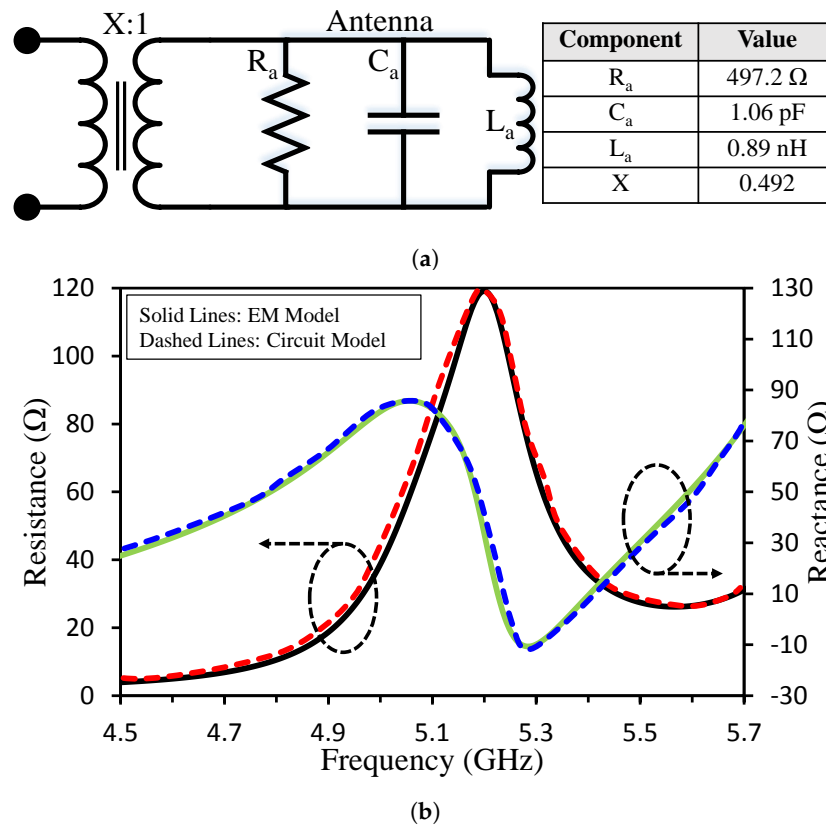 X:1
Antenna
Rₐ
Cₐ
Lₐ
Component Value
Rₐ 497.2 Ω
Cₐ 1.06 pF
Lₐ 0.89 nH
X 0.492
(a)
Solid Lines: EM Model
Dashed Lines: Circuit Model
Resistance (Ω)
120
100
80
60
40
20
0
Reactance (Ω)
130
110
90
70
50
30
10
-10
-30
4.5 4.7 4.9 5.1 5.3 5.5 5.7
Frequency (GHz)
(b)